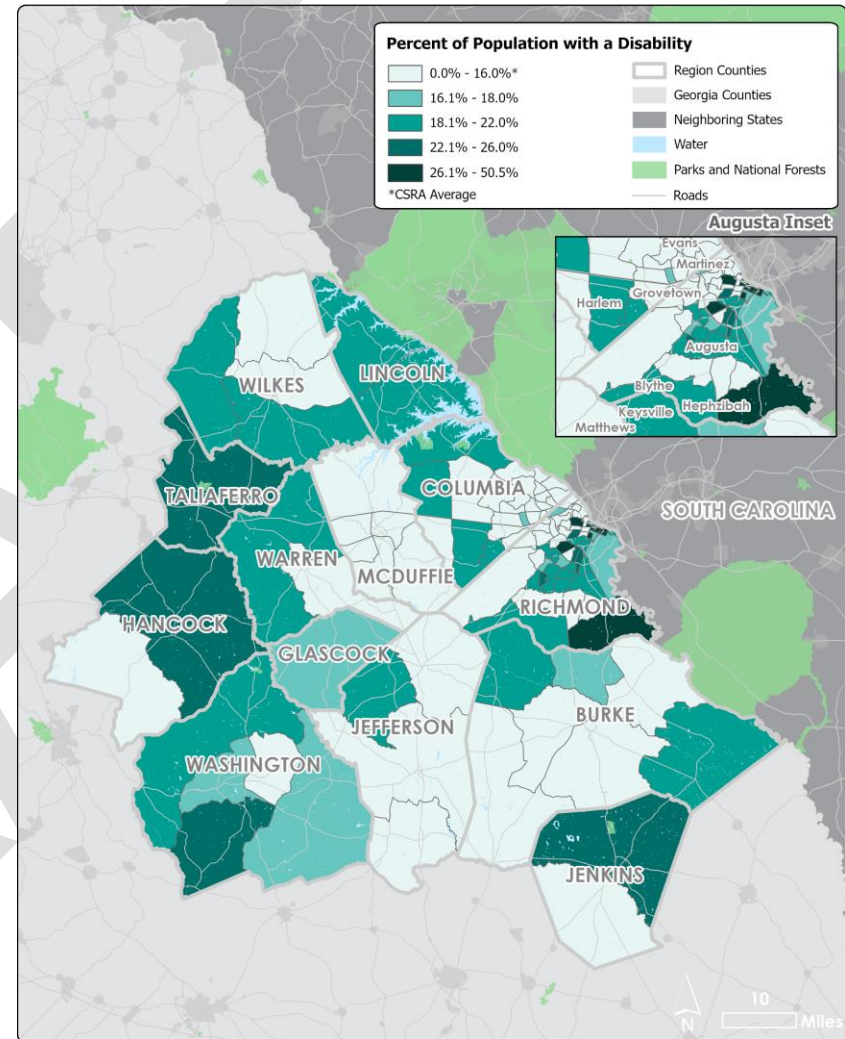 Percent of Population with a Disability
0.0% - 16.0%*
16.1% - 18.0%
18.1% - 22.0%
22.1% - 26.0%
26.1% - 50.5%
*CSRA Average
Region Counties
Georgia Counties
Neighboring States
Water
Parks and National Forests
Roads
Augusta Inset
Evans
Martinez
Harlem
Grovetown
Augusta
Blythe
Keysville
Hephzibah
Matthews
WILKES
LINCOLN
TALIAFERRO
COLUMBIA
SOUTH CAROLINA
WARREN
MCDUFFIE
HANCOCK
RICHMOND
GLASCOCK
JEFFERSON
BURKE
WASHINGTON
JENKINS
N
10
Miles